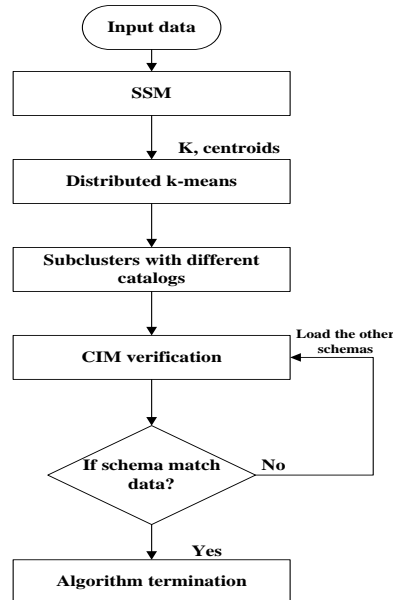 Input data
SSM
K, centroids
Distributed k-means
Subclusters with different
catalogs
Load the other
schemas
CIM verification
If schema match
data?
No
Yes
Algorithm termination